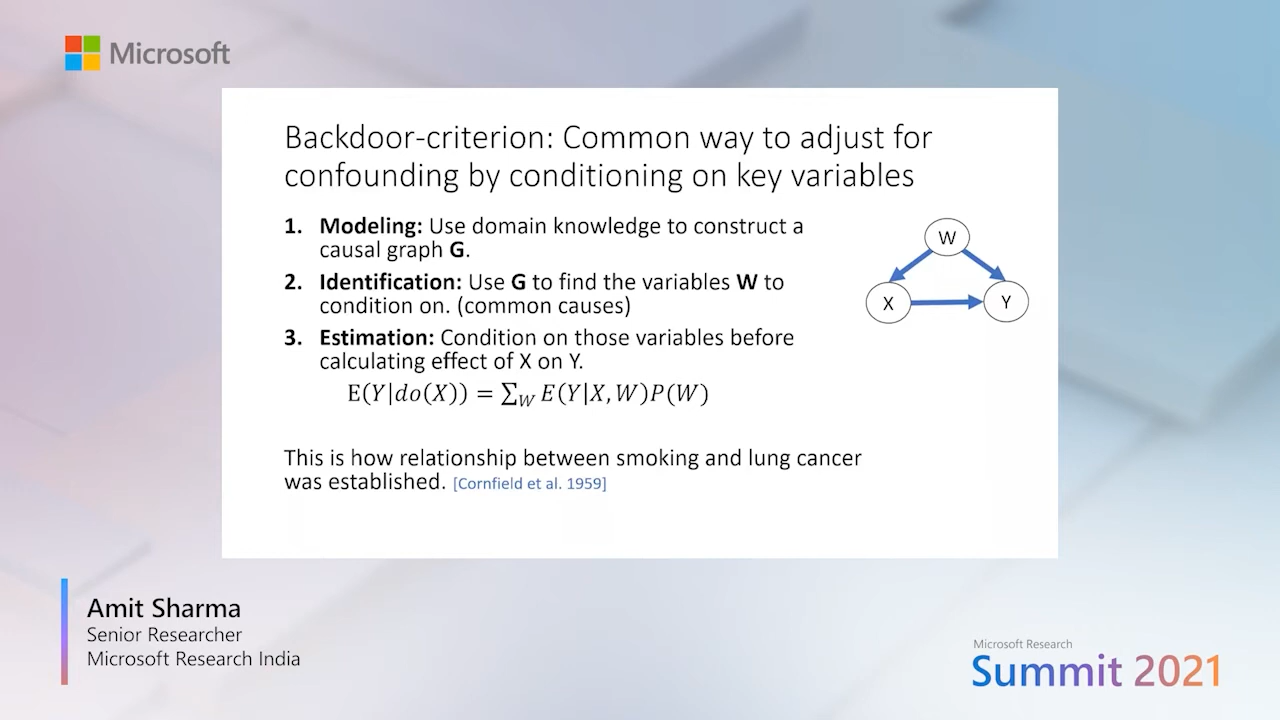 Microsoft
Backdoor-criterion: Common way to adjust for
confounding by conditioning on key variables
1. Modeling: Use domain knowledge to construct a
causal graph G.
2. Identification: Use G to find the variables W to
condition on. (common causes)
3. Estimation: Condition on those variables before
calculating effect of X on Y.
E(Y|do(X)) = ∑_W E(Y|X, W)P(W)
W
X
Y
This is how relationship between smoking and lung cancer
was established. [Cornfield et al. 1959]
Amit Sharma
Senior Researcher
Microsoft Research India
Microsoft Research
Summit 2021